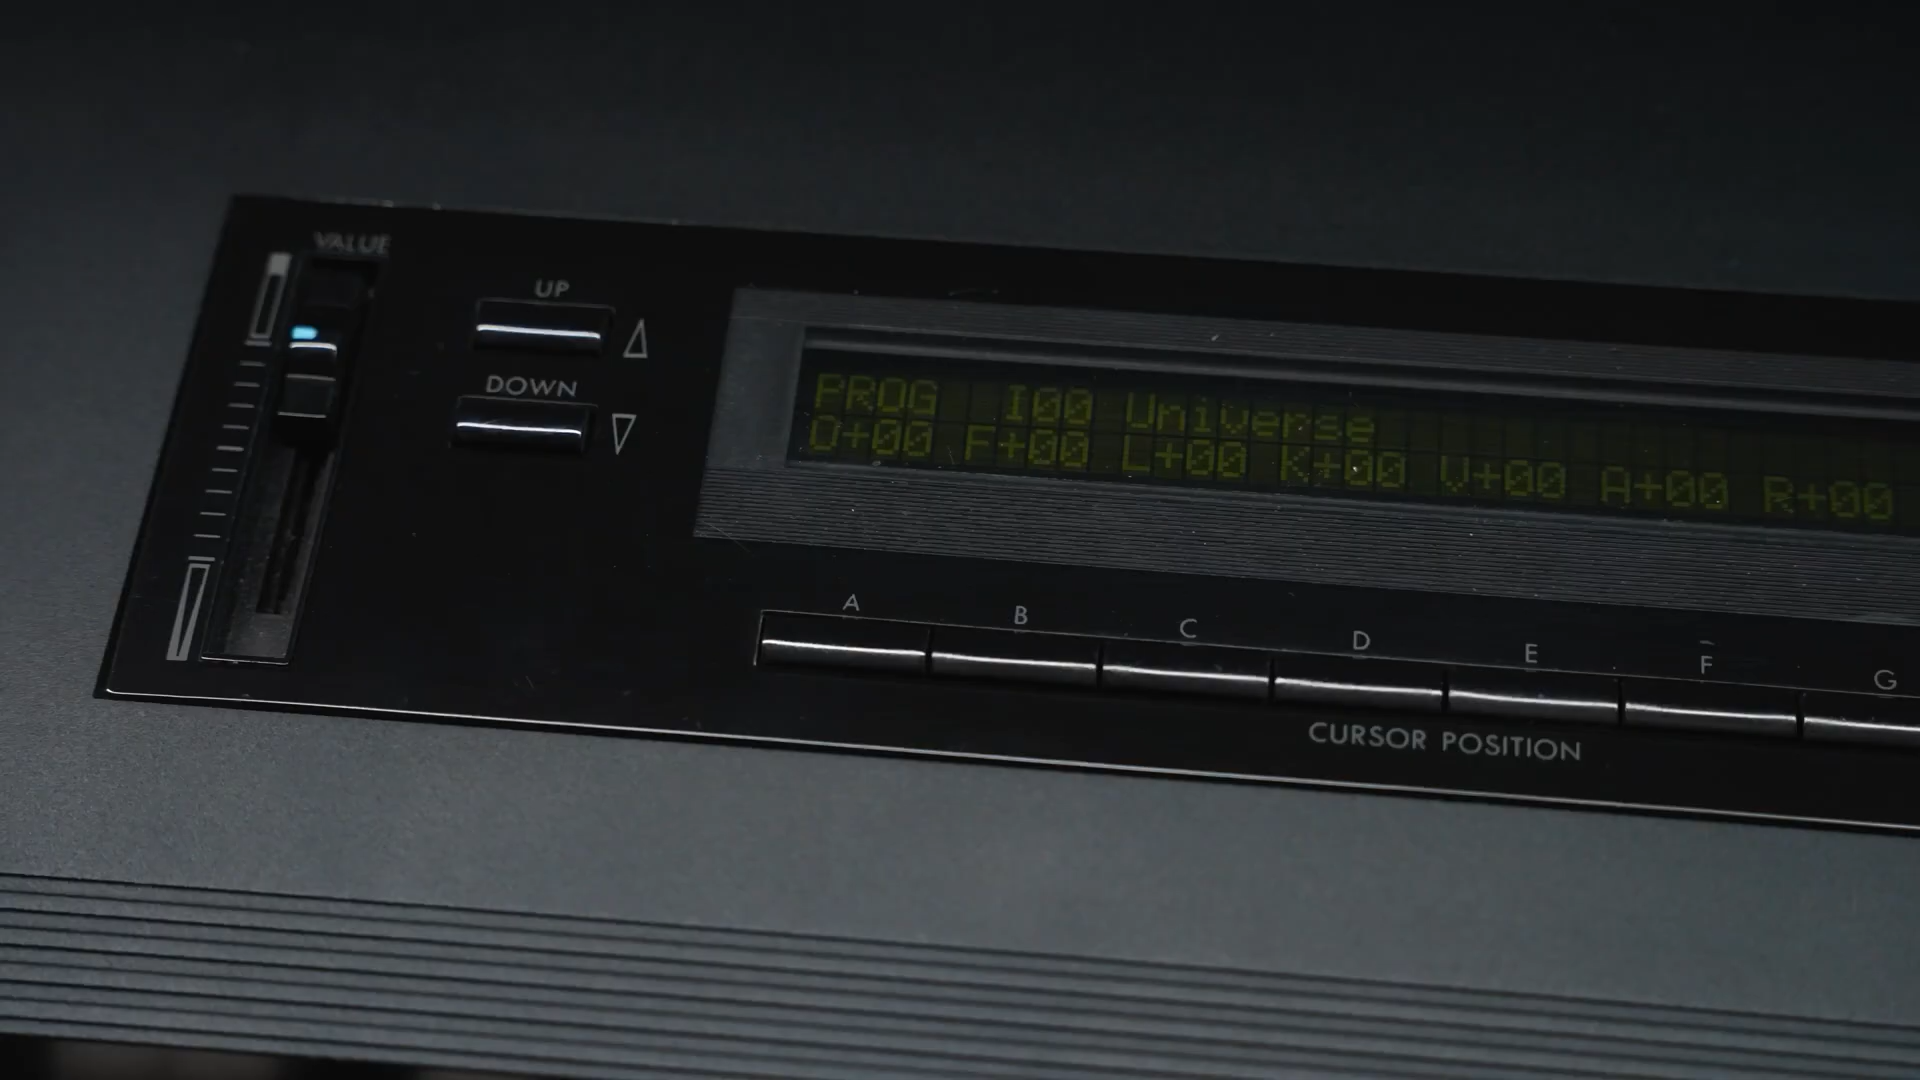 VALUE
UP
DOWN
PROG I00 Universe
O+00 F+00 L+00 K+00 V+00 A+00 R+00
A B C D E F G
CURSOR POSITION